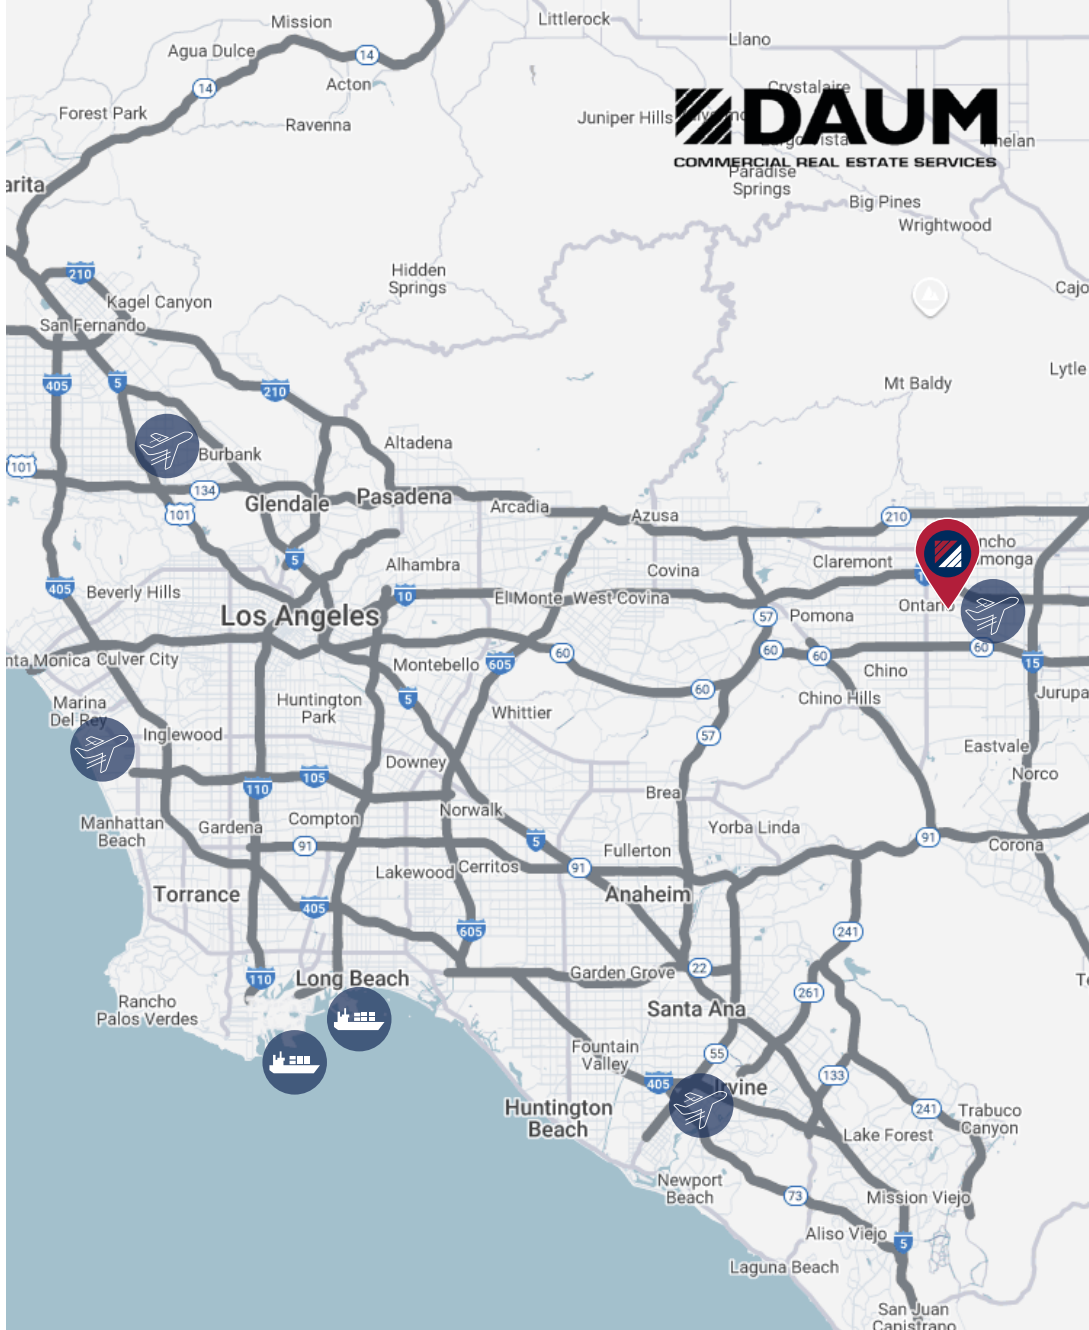 Mission
Littlerock
Llano
Agua Dulce
14
14
Acton
Crystalaire
Forest Park
Ravenna
Juniper Hills
DAUM
COMMERCIAL REAL ESTATE SERVICES
Paradise
Springs
Big Pines
Wrightwood
210
Hidden
Springs
Kagel Canyon
San Fernando
405
5
210
Mt Baldy
Lytle
Altadena
Burbank
101
134
Glendale
Pasadena
Arcadia
Azusa
210
101
5
Alhambra
Covina
Claremont
405
Beverly Hills
10
El Monte
West Covina
Los Angeles
57
Pomona
Ontario
Culver City
Montebello
605
60
60
60
60
15
Chino
Marina
Del Rey
Huntington
Park
5
Whittier
60
Chino Hills
Jurupa
Inglewood
57
Eastvale
Downey
105
110
Norco
Brea
Manhattan
Beach
Gardena
Compton
Norwalk
Yorba Linda
91
91
5
Fullerton
Corona
Lakewood
Cerritos
91
Torrance
405
Anaheim
605
241
110
Long Beach
Garden Grove
22
261
Rancho
Palos Verdes
Santa Ana
Fountain
Valley
55
405
Irvine
133
Huntington
Beach
241
Trabuco
Canyon
Lake Forest
Newport
Beach
73
Mission Viejo
Aliso Viejo
5
Laguna Beach
San Juan
Capistrano